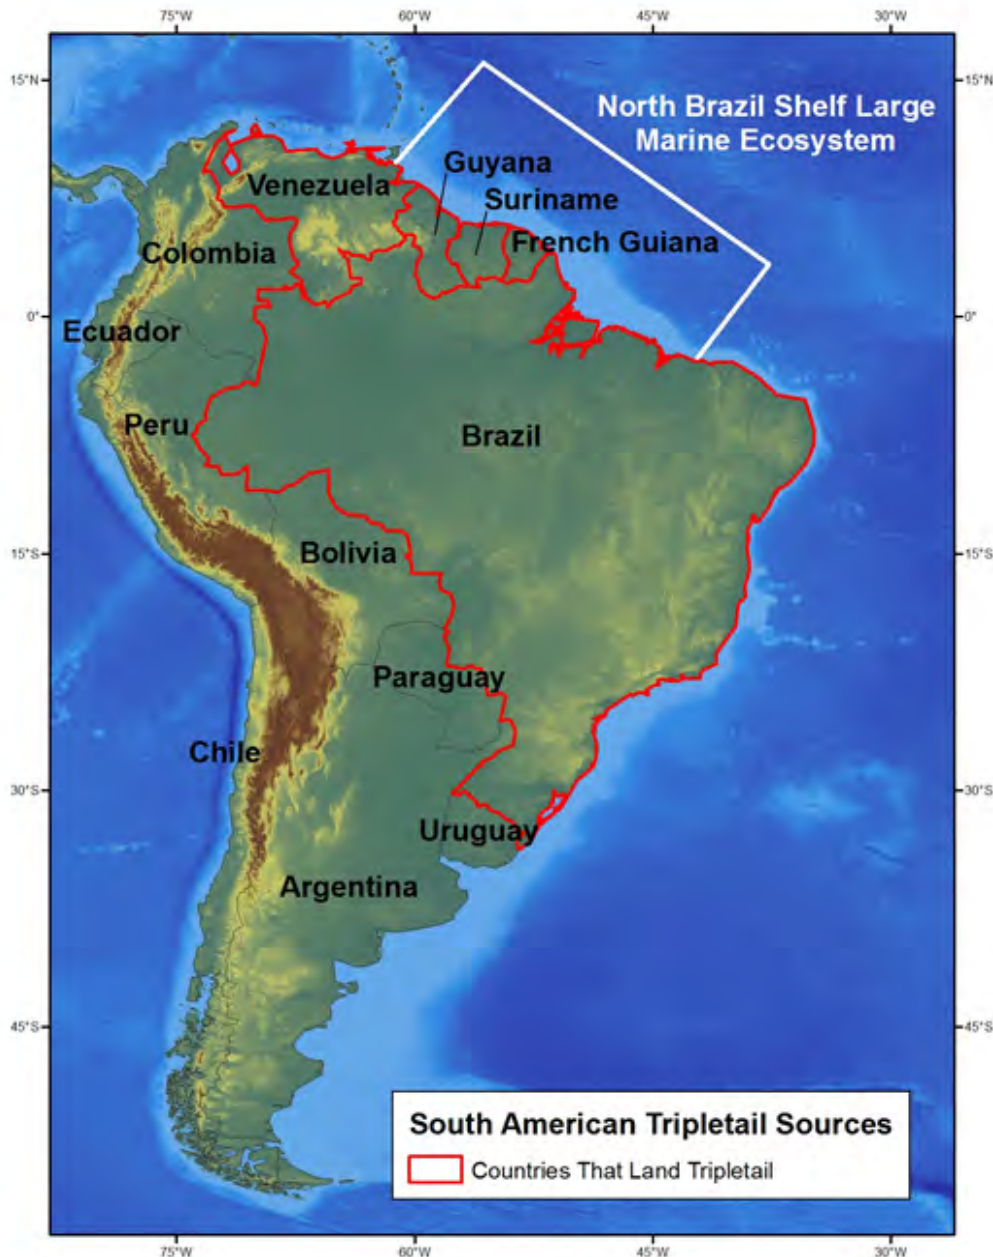 75°W 60°W 45°W 30°W
15°N 15°N
North Brazil Shelf Large
Marine Ecosystem
Guyana
Venezuela
Suriname
French Guiana
Colombia
0° 0°
Ecuador
Peru
Brazil
Bolivia
15°S 15°S
Paraguay
Chile
30°S 30°S
Uruguay
Argentina
45°S 45°S
South American Tripletail Sources
Countries That Land Tripletail
75°W 60°W 45°W 30°W